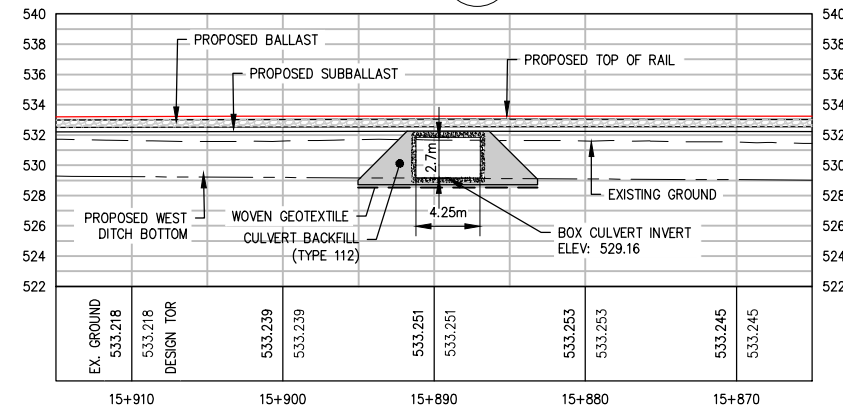 540 540
538 538
PROPOSED BALLAST
536 536
PROPOSED TOP OF RAIL
PROPOSED SUBBALLAST
534 534
532 532
2.7m
530 530
528 528
EXISTING GROUND
PROPOSED WEST
DITCH BOTTOM
WOVEN GEOTEXTILE
4.25m
526 526
CULVERT BACKFILL
(TYPE 112)
BOX CULVERT INVERT
ELEV: 529.16
524 524
522 522
EX. GROUND
533.218
533.218
DESIGN TOR
533.239
533.239
533.251
533.251
533.253
533.253
533.245
533.245
15+910 15+900 15+890 15+880 15+870